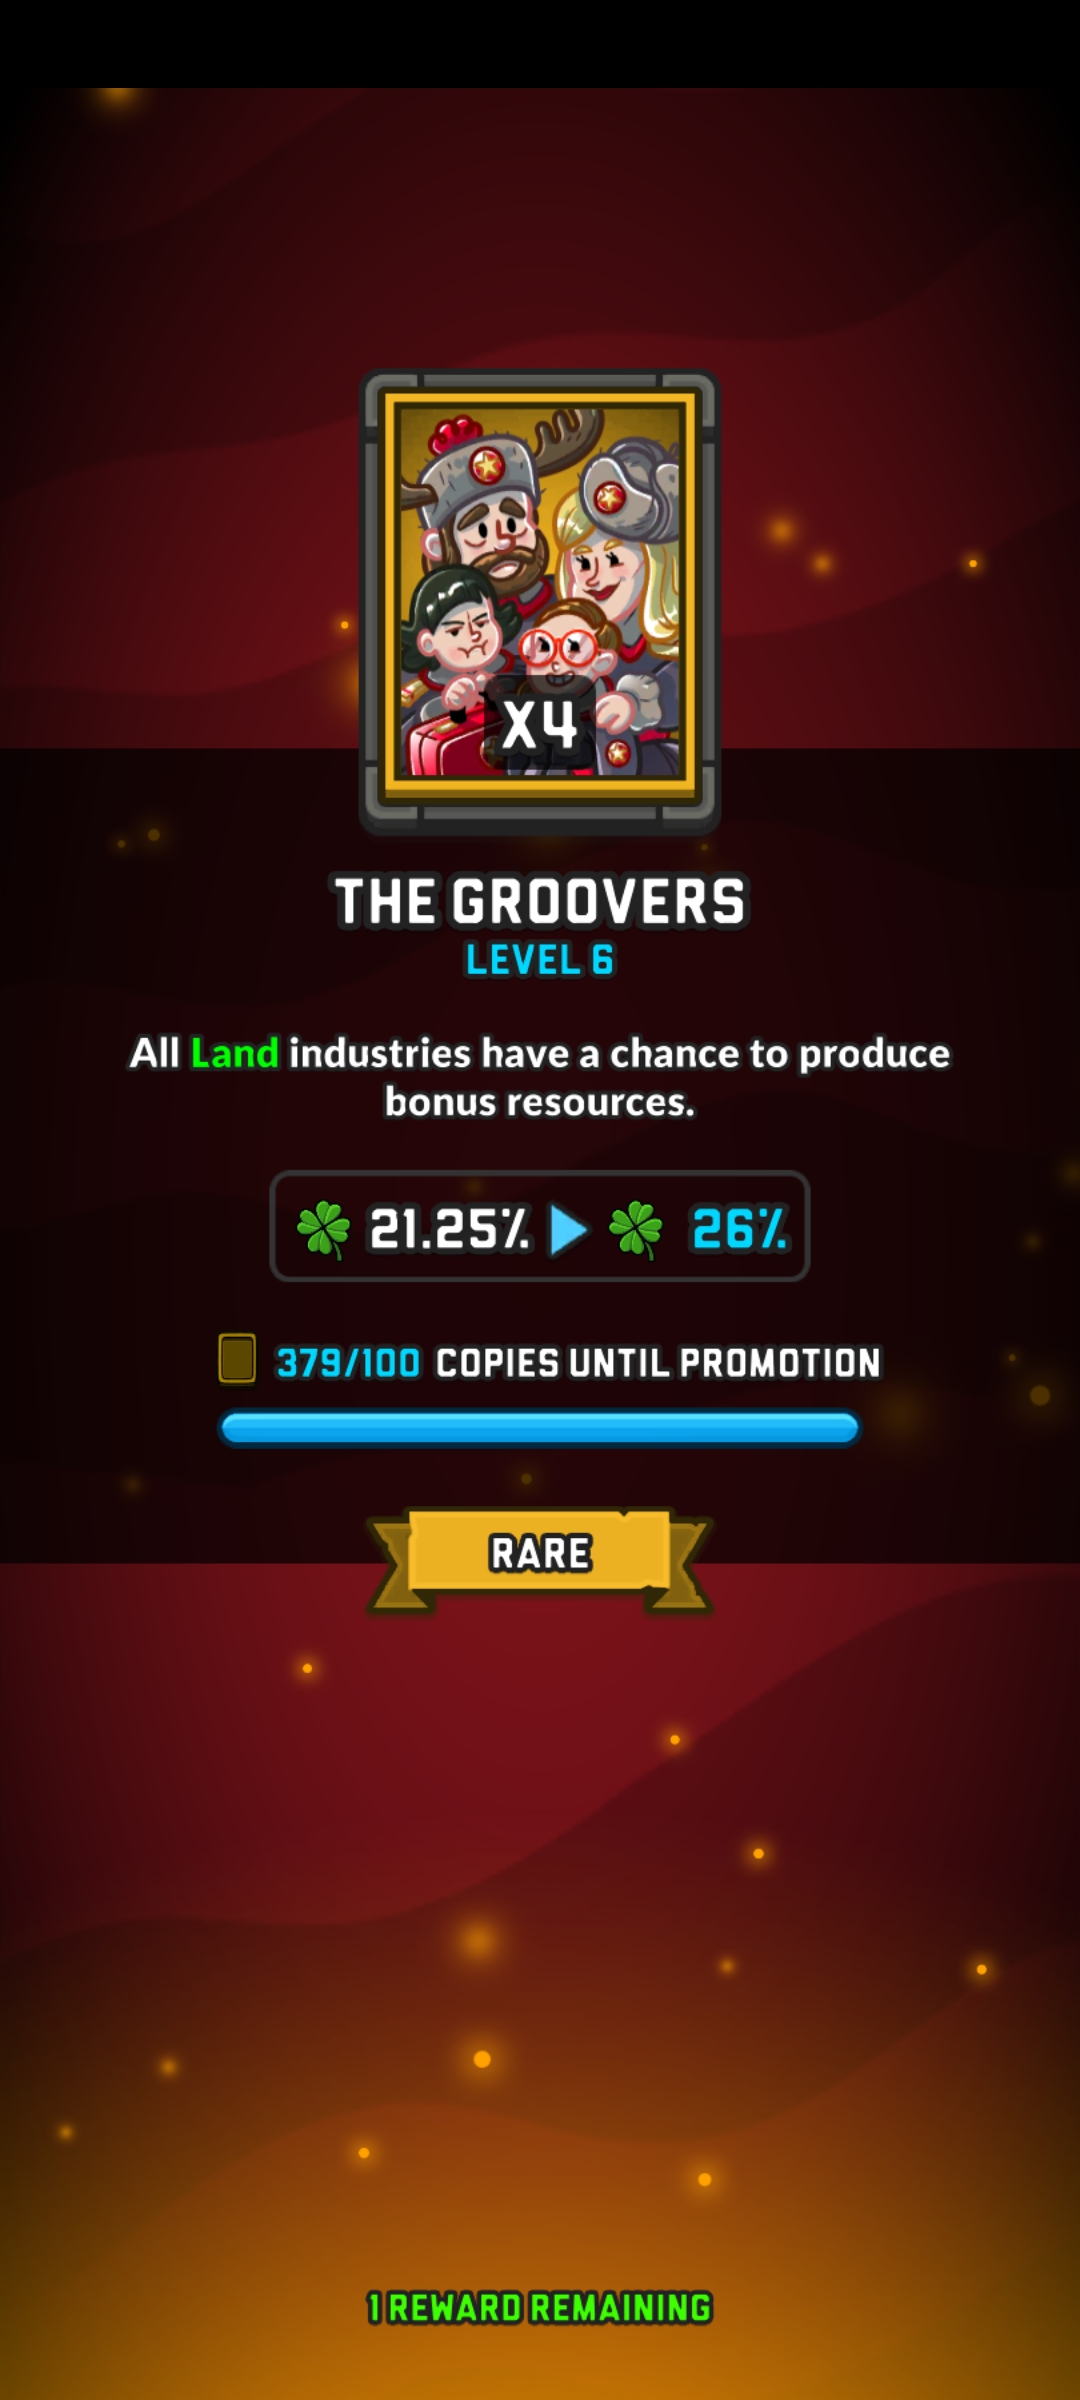 X4
THE GROOVERS
LEVEL 6
All Land industries have a chance to produce
bonus resources.
21.25% 26%
379/100 COPIES UNTIL PROMOTION
RARE
1 REWARD REMAINING